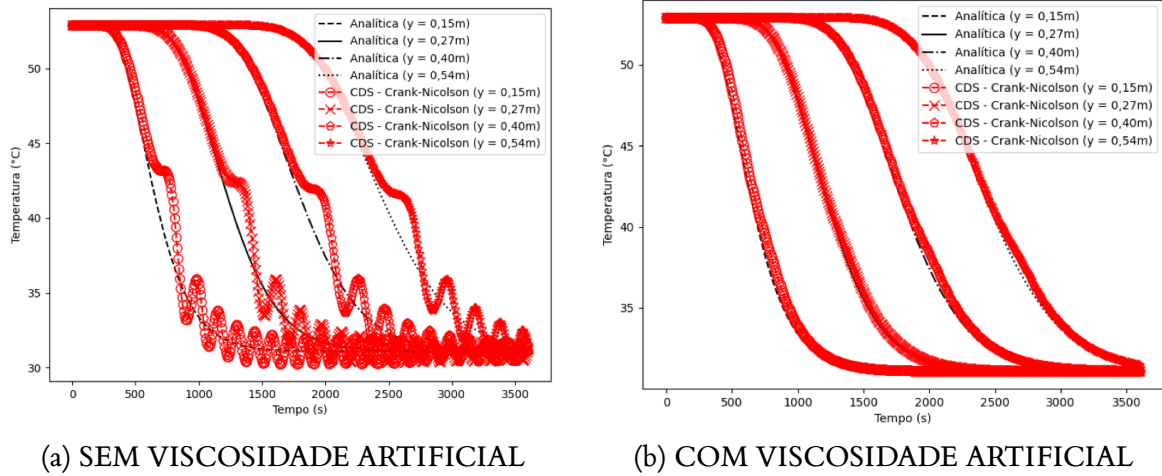 Analítica (y = 0,15m)
Analítica (y = 0,27m)
Analítica (y = 0,40m)
Analítica (y = 0,54m)
CDS - Crank-Nicolson (y = 0,15m)
CDS - Crank-Nicolson (y = 0,27m)
CDS - Crank-Nicolson (y = 0,40m)
CDS - Crank-Nicolson (y = 0,54m)
Temperatura (°C)
50
45
40
35
30
0 500 1000 1500 2000 2500 3000 3500
Tempo (s)
(a) SEM VISCOSIDADE ARTIFICIAL
Analítica (y = 0,15m)
Analítica (y = 0,27m)
Analítica (y = 0,40m)
Analítica (y = 0,54m)
CDS - Crank-Nicolson (y = 0,15m)
CDS - Crank-Nicolson (y = 0,27m)
CDS - Crank-Nicolson (y = 0,40m)
CDS - Crank-Nicolson (y = 0,54m)
Temperatura (°C)
50
45
40
35
0 500 1000 1500 2000 2500 3000 3500
Tempo (s)
(b) COM VISCOSIDADE ARTIFICIAL